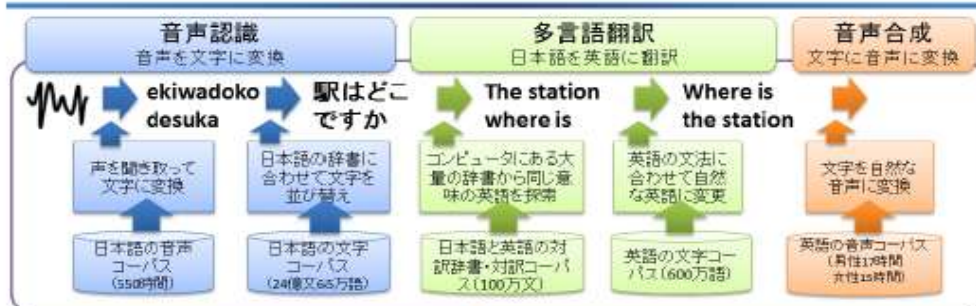 音声認識
音声を文字に変換
多言語翻訳
日本語を英語に翻訳
音声合成
文字に音声に変換
ekiwadoko
desuka
駅はどこ
ですか
The station
where is
Where is
the station
声を聞き取って
文字に変換
日本語の辞書に
合わせて文字を
並び替え
コンピュータにある大
量の辞書から同じ意
味の英語を探索
英語の文法に
合わせて自然
な英語に変更
文字を自然な
音声に変換
日本語の音声
コーパス
(550時間)
日本語の文字
コーパス
(24億文65万語)
日本語と英語の対
訳辞書・対訳コーパ
ス(100万文)
英語の文字コー
パス(600万語)
英語の音声コーパス
(男性17時間
女性15時間)